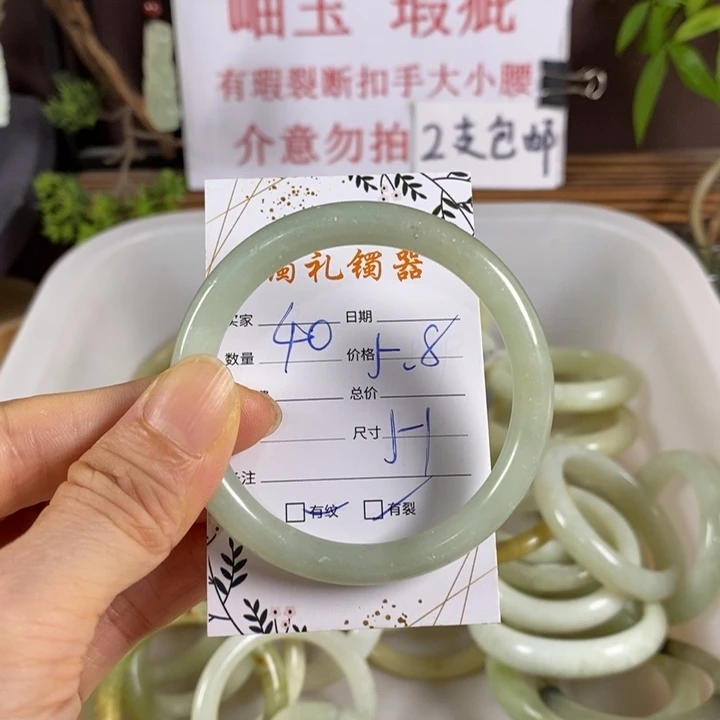 岫玉 瑕疵
有瑕裂断扣手大小腰
介意勿拍 2支包邮
礼镯器
买家 日期
数量 40 价格 5.8
总价
尺寸
注
有纹 有裂